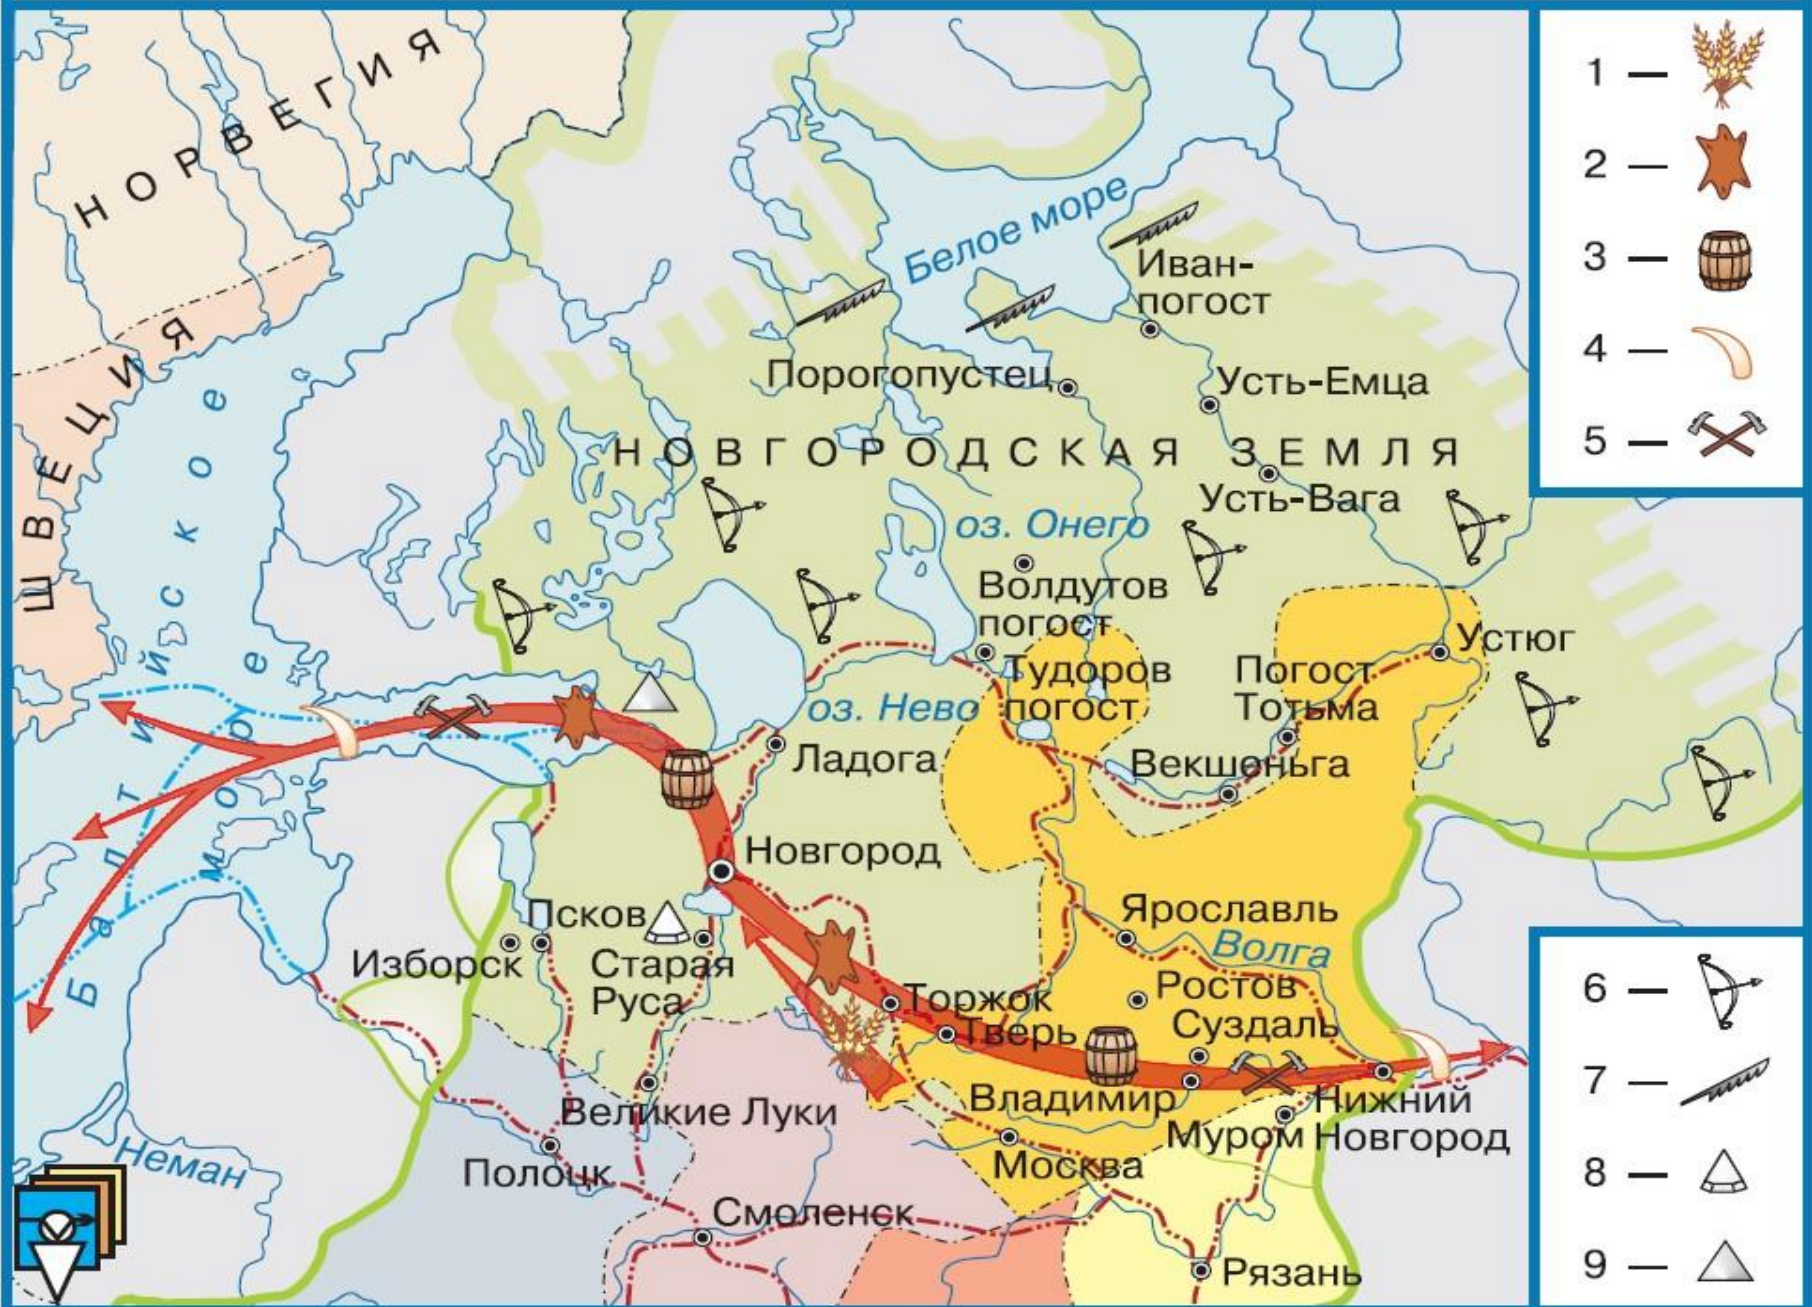 НОРВЕГИЯ
ШВЕЦИЯ
Балтийское
море
Белое море
Иван-
погост
Порогопустец
Усть-Емца
НОВГОРОДСКАЯ ЗЕМЛЯ
Усть-Вага
оз. Онего
Волдутов
погост
Устюг
Тудоров
погост
Погост
Тотьма
оз. Нево
Ладога
Векшеньга
Новгород
Псков
Ярославль
Волга
Изборск
Старая
Руса
Ростов
Торжок
Суздаль
Тверь
Владимир
Нижний
Новгород
Великие Луки
Муром
Москва
Полоцк
Неман
Смоленск
Рязань
1 —
2 —
3 —
4 —
5 —
6 —
7 —
8 —
9 —